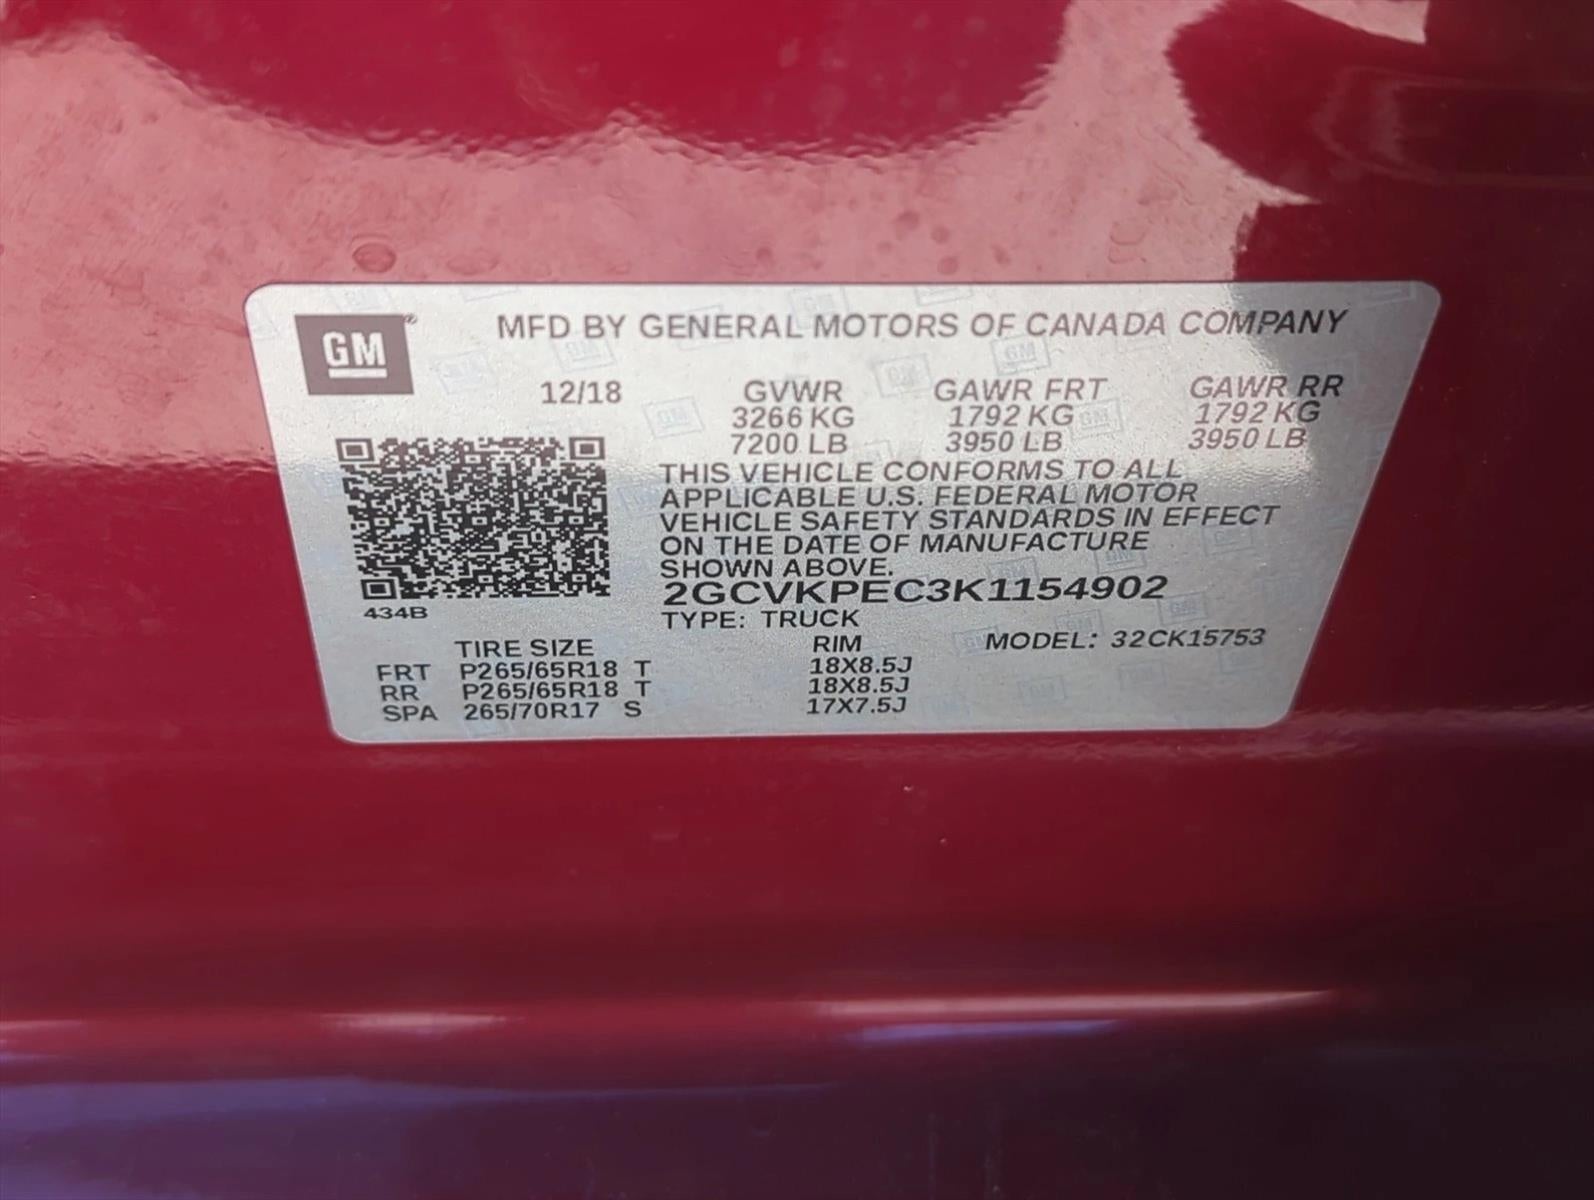 GM®
MFD BY GENERAL MOTORS OF CANADA COMPANY
12/18 GVWR GAWR FRT GAWR RR
3266 KG 1792 KG 1792 KG
7200 LB 3950 LB 3950 LB
THIS VEHICLE CONFORMS TO ALL
APPLICABLE U.S. FEDERAL MOTOR
VEHICLE SAFETY STANDARDS IN EFFECT
ON THE DATE OF MANUFACTURE
SHOWN ABOVE.
2GCVKPEC3K1154902
434B
TYPE: TRUCK
TIRE SIZE RIM MODEL: 32CK15753
FRT P265/65R18 T 18X8.5J
RR P265/65R18 T 18X8.5J
SPA 265/70R17 S 17X7.5J